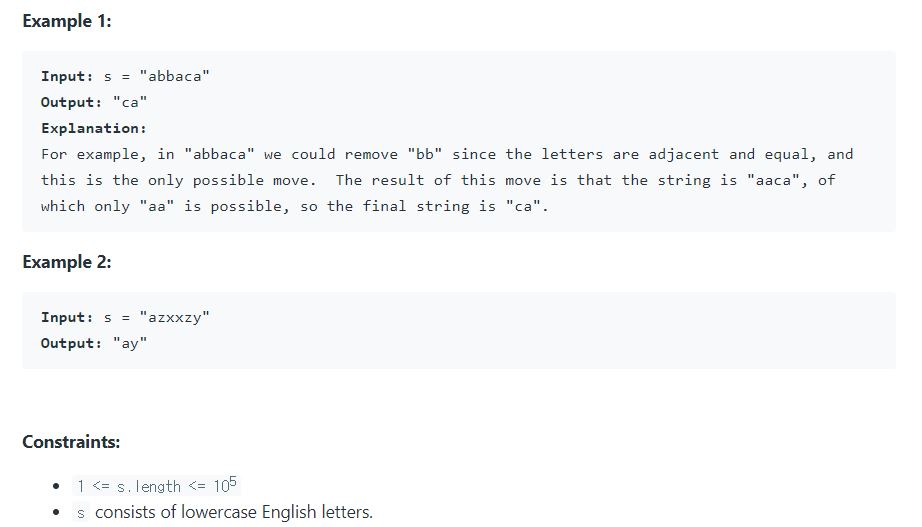 Example 1:
Input: s = "abbaca"
Output: "ca"
Explanation:
For example, in "abbaca" we could remove "bb" since the letters are adjacent and equal, and
this is the only possible move.  The result of this move is that the string is "aaca", of
which only "aa" is possible, so the final string is "ca".
Example 2:
Input: s = "azxxzy"
Output: "ay"
Constraints:
• 1 <= s.length <= 10⁵
• s consists of lowercase English letters.